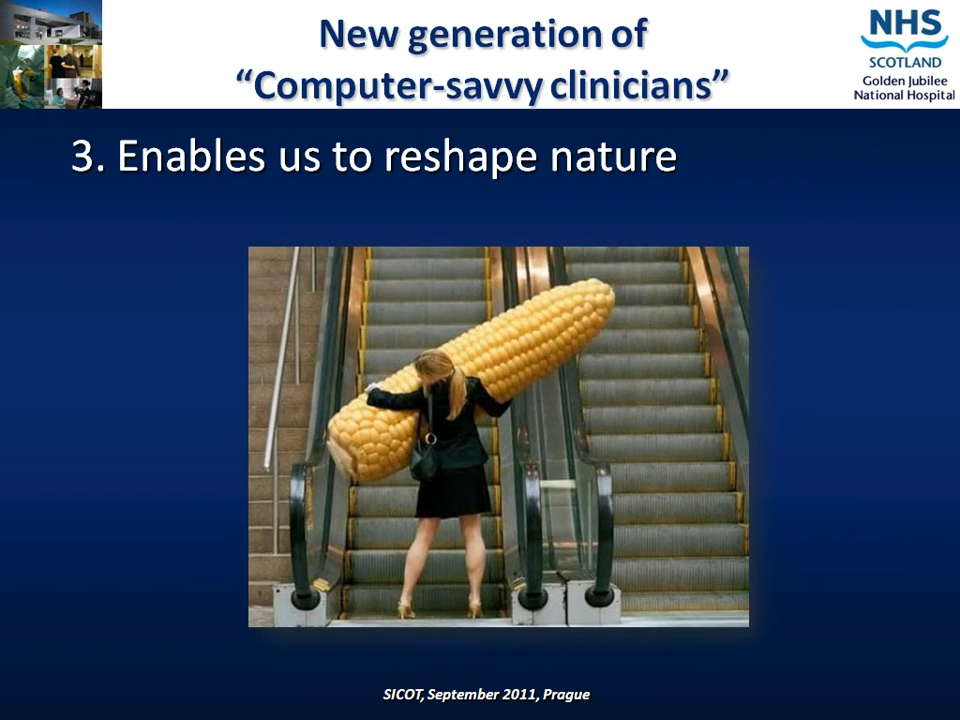 New generation of
“Computer-savvy clinicians”
NHS
SCOTLAND
Golden Jubilee
National Hospital
3. Enables us to reshape nature
SICOT, September 2011, Prague